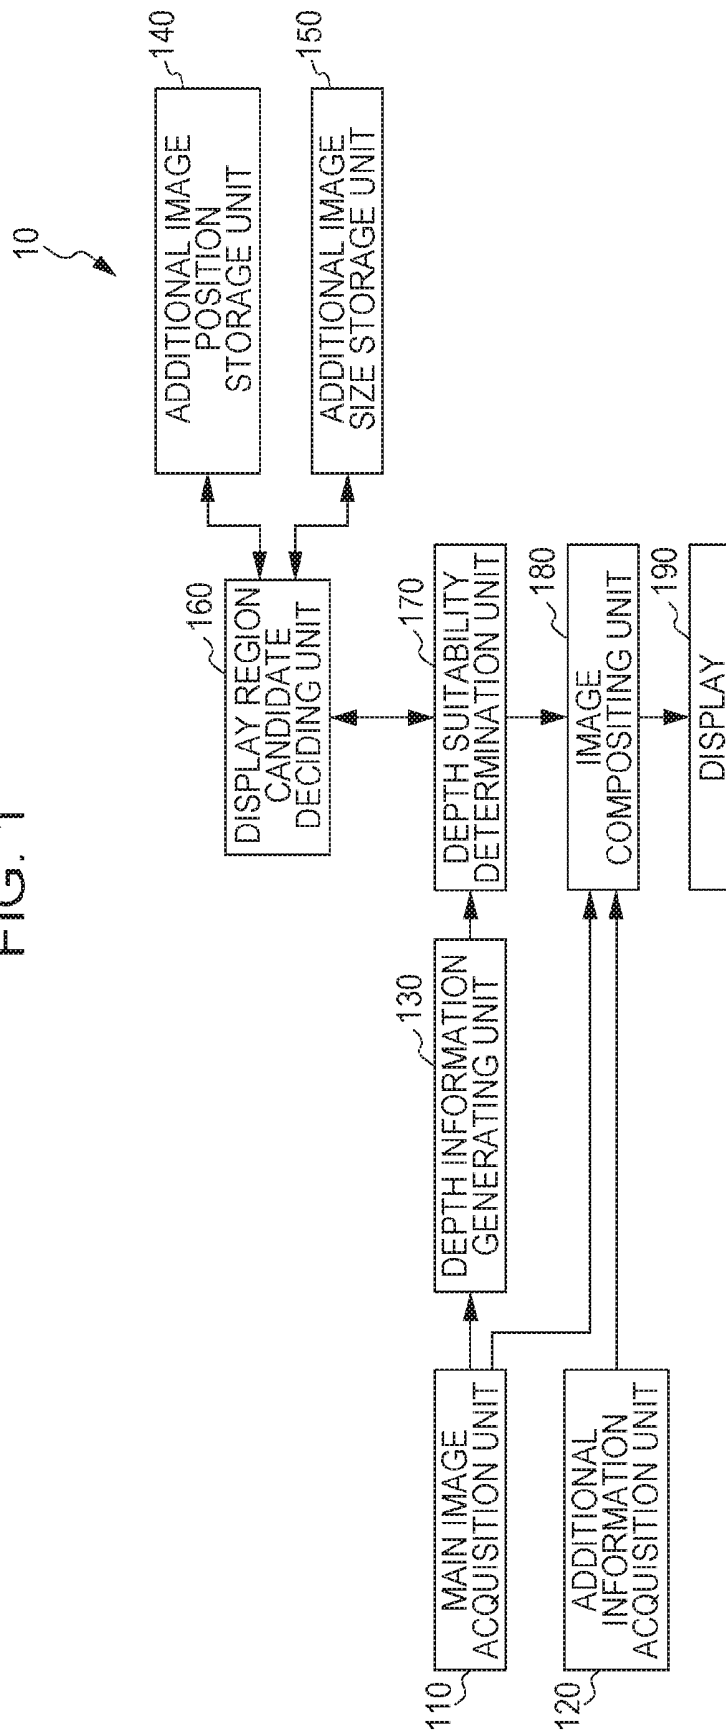 FIG. 1
10
140
ADDITIONAL IMAGE
POSITION
STORAGE UNIT
150
ADDITIONAL IMAGE
SIZE STORAGE UNIT
160
DISPLAY REGION
CANDIDATE
DECIDING UNIT
110
MAIN IMAGE
ACQUISITION UNIT
130
DEPTH INFORMATION
GENERATING UNIT
170
DEPTH SUITABILITY
DETERMINATION UNIT
120
ADDITIONAL
INFORMATION
ACQUISITION UNIT
180
IMAGE
COMPOSITING UNIT
190
DISPLAY